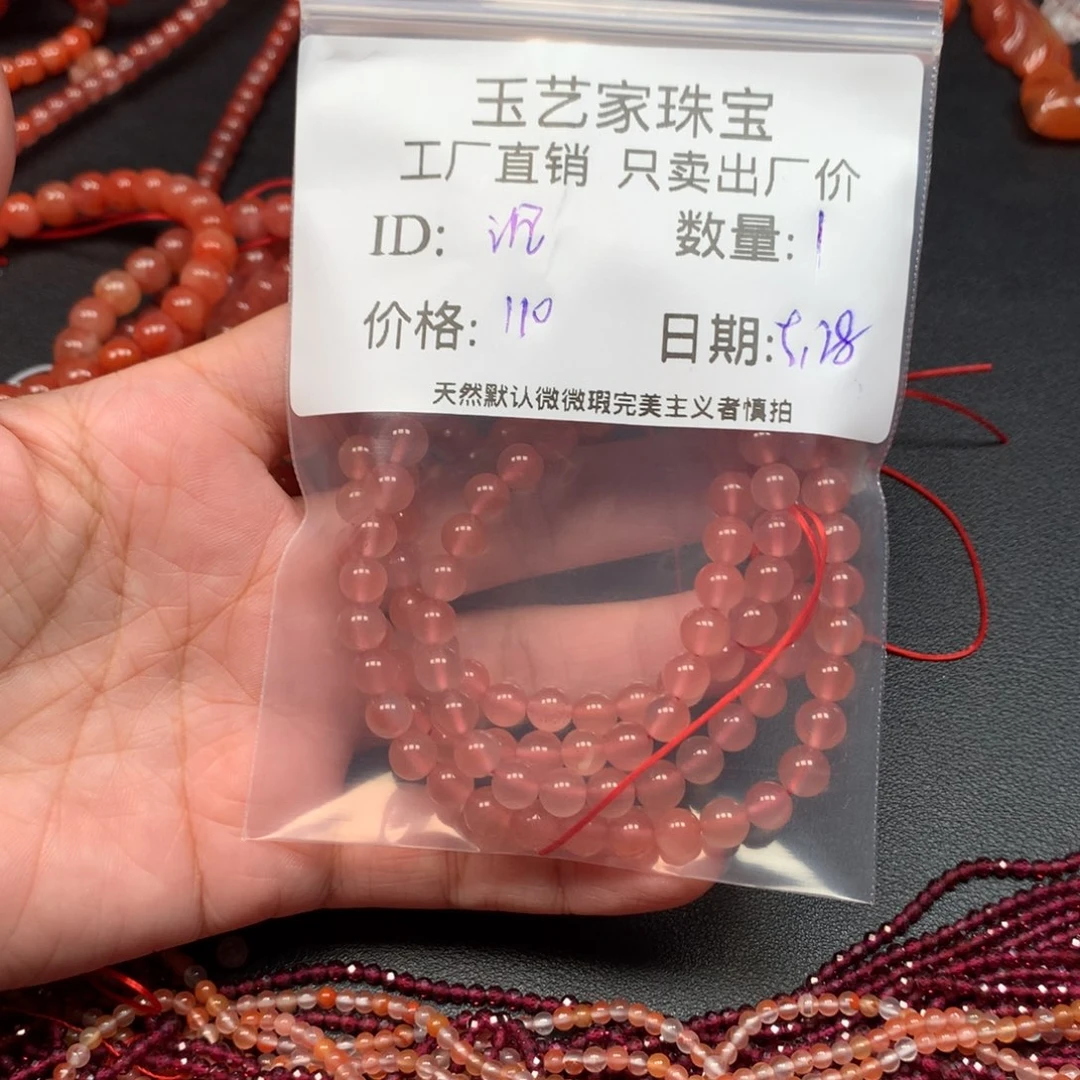 玉艺家珠宝
工厂直销 只卖出厂价
ID: 数量: 1
价格: 110 日期: 5,28
天然默认微微瑕完美主义者慎拍